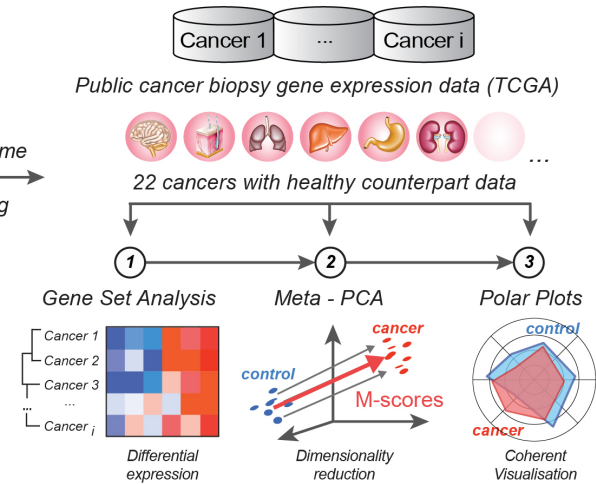 Cancer 1 ... Cancer i
Public cancer biopsy gene expression data (TCGA)
...
me
g
22 cancers with healthy counterpart data
1 2 3
Gene Set Analysis Meta - PCA Polar Plots
Cancer 1
Cancer 2
Cancer 3
...
... Cancer i
Differential
expression
cancer
control
M-scores
Dimensionality
reduction
control
cancer
Coherent
Visualisation